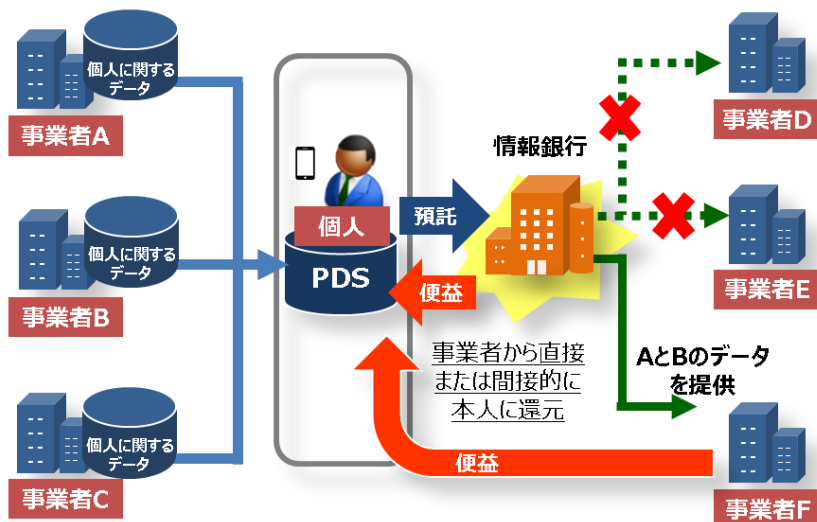 個人に関する
データ
事業者A
個人に関する
データ
事業者B
個人に関する
データ
事業者C
個人
PDS
預託
便益
情報銀行
事業者から直接
または間接的に
本人に還元
便益
AとBのデータ
を提供
事業者D
事業者E
事業者F